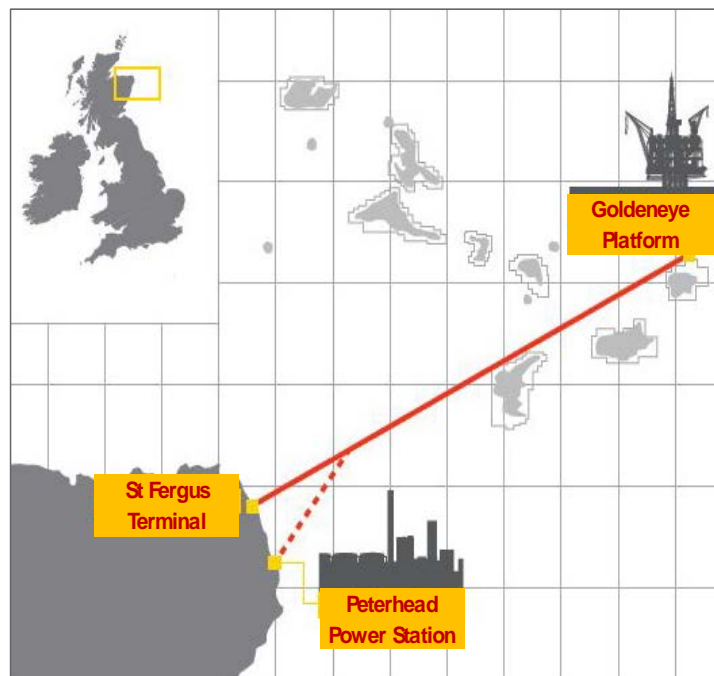 Goldeneye
Platform
St Fergus
Terminal
Peterhead
Power Station